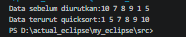 Data sebelum diurutkan:10 7 8 9 1 5
Data terurut quicksort:1 5 7 8 9 10
PS D:\actual_eclipse\my_eclipse\src>